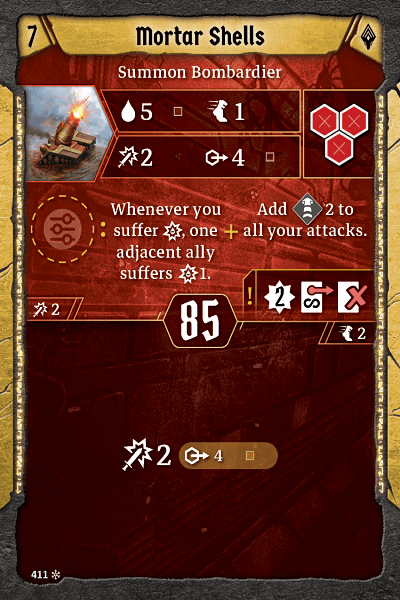 7 Mortar Shells
Summon Bombardier
5 1
2 4
Whenever you
suffer , one
adjacent ally
suffers 1.
:
+
Add 2 to
all your attacks.
! 2
2
85
2
2 4
411